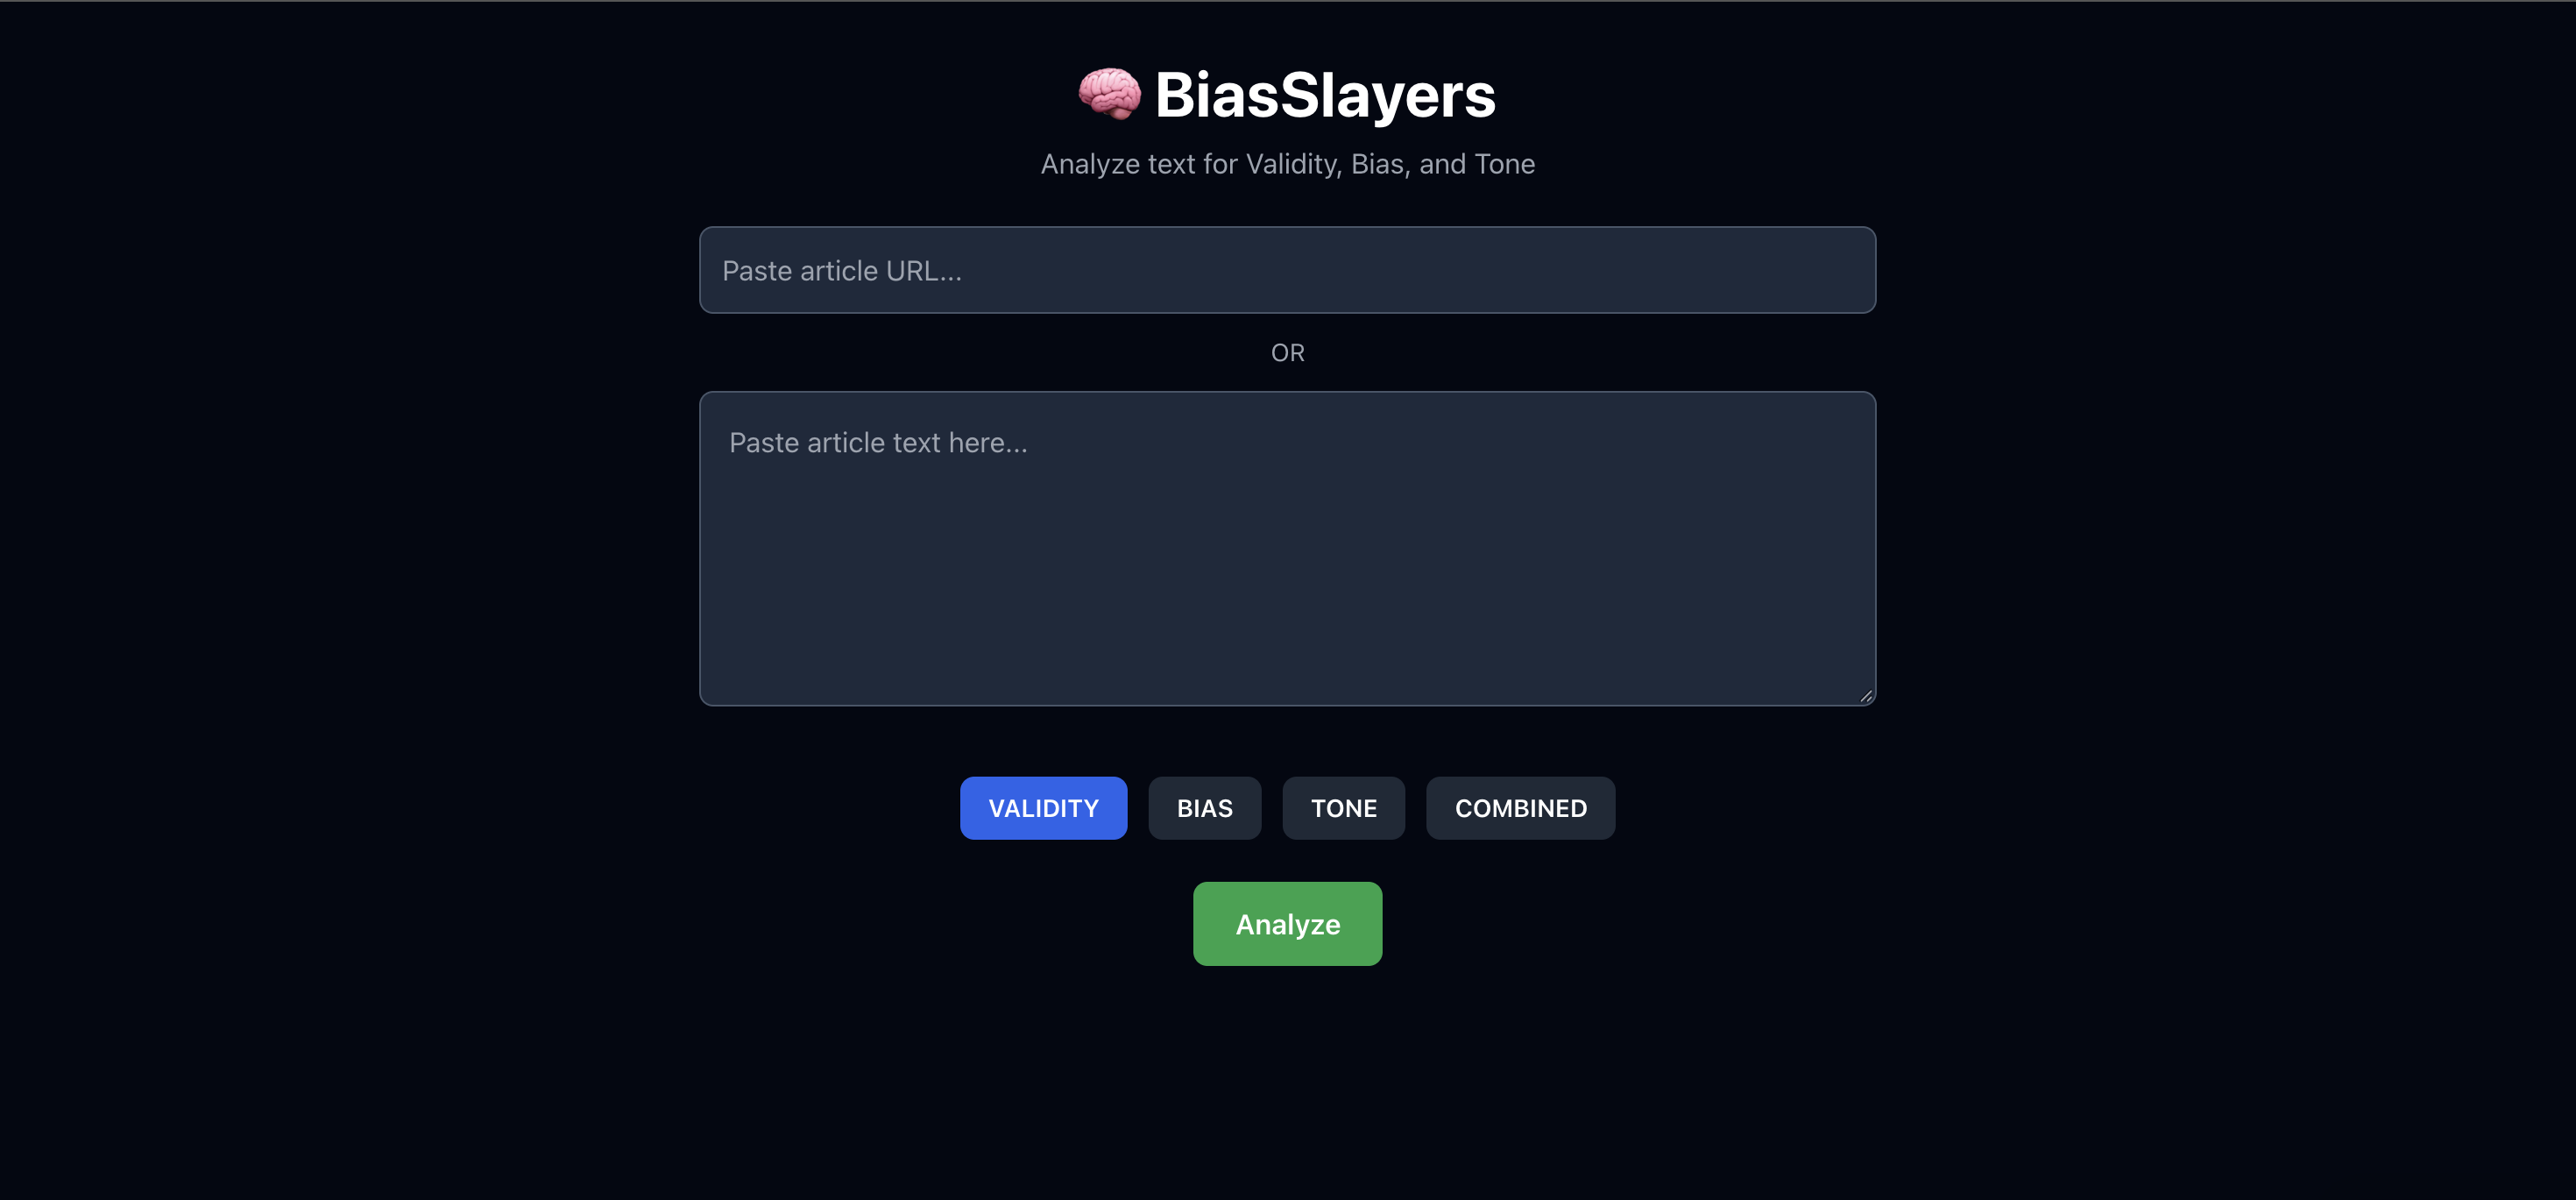 🧠 BiasSlayers
Analyze text for Validity, Bias, and Tone
Paste article URL...
OR
Paste article text here...
VALIDITY BIAS TONE COMBINED
Analyze